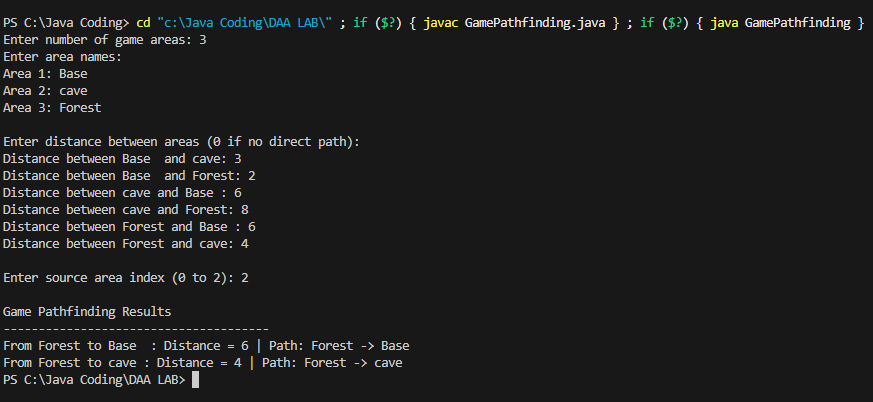 PS C:\Java Coding> cd "c:\Java Coding\DAA LAB\" ; if ($?) { javac GamePathfinding.java } ; if ($?) { java GamePathfinding }
Enter number of game areas: 3
Enter area names:
Area 1: Base
Area 2: cave
Area 3: Forest

Enter distance between areas (0 if no direct path):
Distance between Base  and cave: 3
Distance between Base  and Forest: 2
Distance between cave and Base : 6
Distance between cave and Forest: 8
Distance between Forest and Base : 6
Distance between Forest and cave: 4

Enter source area index (0 to 2): 2

Game Pathfinding Results
--------------------------------------
From Forest to Base  : Distance = 6 | Path: Forest -> Base
From Forest to cave : Distance = 4 | Path: Forest -> cave
PS C:\Java Coding\DAA LAB>